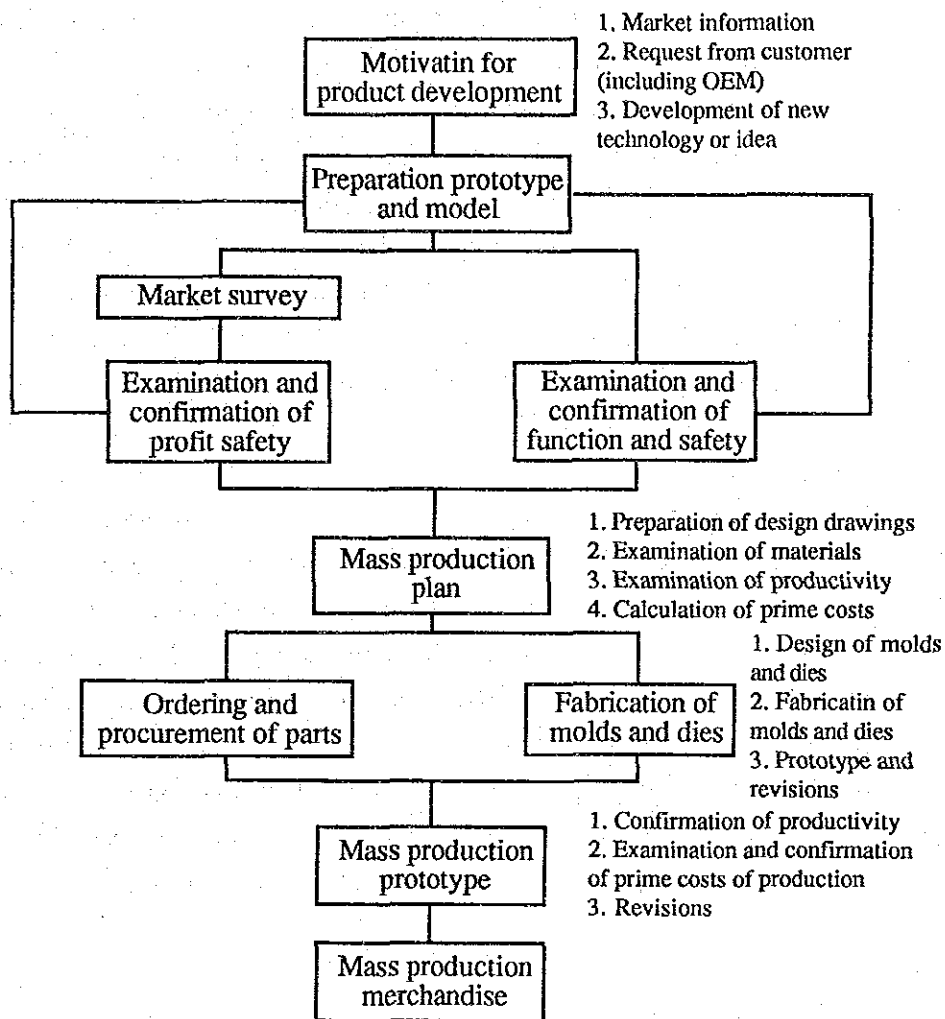 Motivatin for
product development
1. Market information
2. Request from customer
(including OEM)
3. Development of new
technology or idea
Preparation prototype
and model
Market survey
Examination and
confirmation of
profit safety
Examination and
confirmation of
function and safety
Mass production
plan
1. Preparation of design drawings
2. Examination of materials
3. Examination of productivity
4. Calculation of prime costs
Ordering and
procurement of parts
Fabrication of
molds and dies
1. Design of molds
and dies
2. Fabricatin of
molds and dies
3. Prototype and
revisions
Mass production
prototype
1. Confirmation of productivity
2. Examination and confirmation
of prime costs of production
3. Revisions
Mass production
merchandise